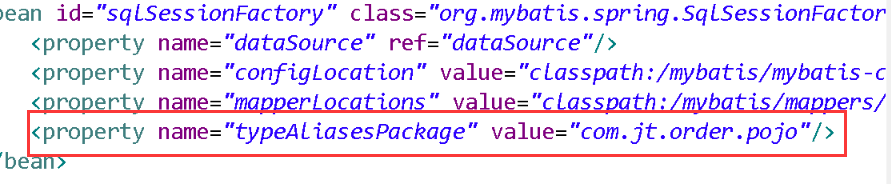 bean id="sqlSessionFactory" class="org.mybatis.spring.SqlSessionFactor
<property name="dataSource" ref="dataSource"/>
<property name="configLocation" value="classpath:/mybatis/mybatis-c
<property name="mapperLocations" value="classpath:/mybatis/mappers/
<property name="typeAliasesPackage" value="com.jt.order.pojo"/>
/bean>